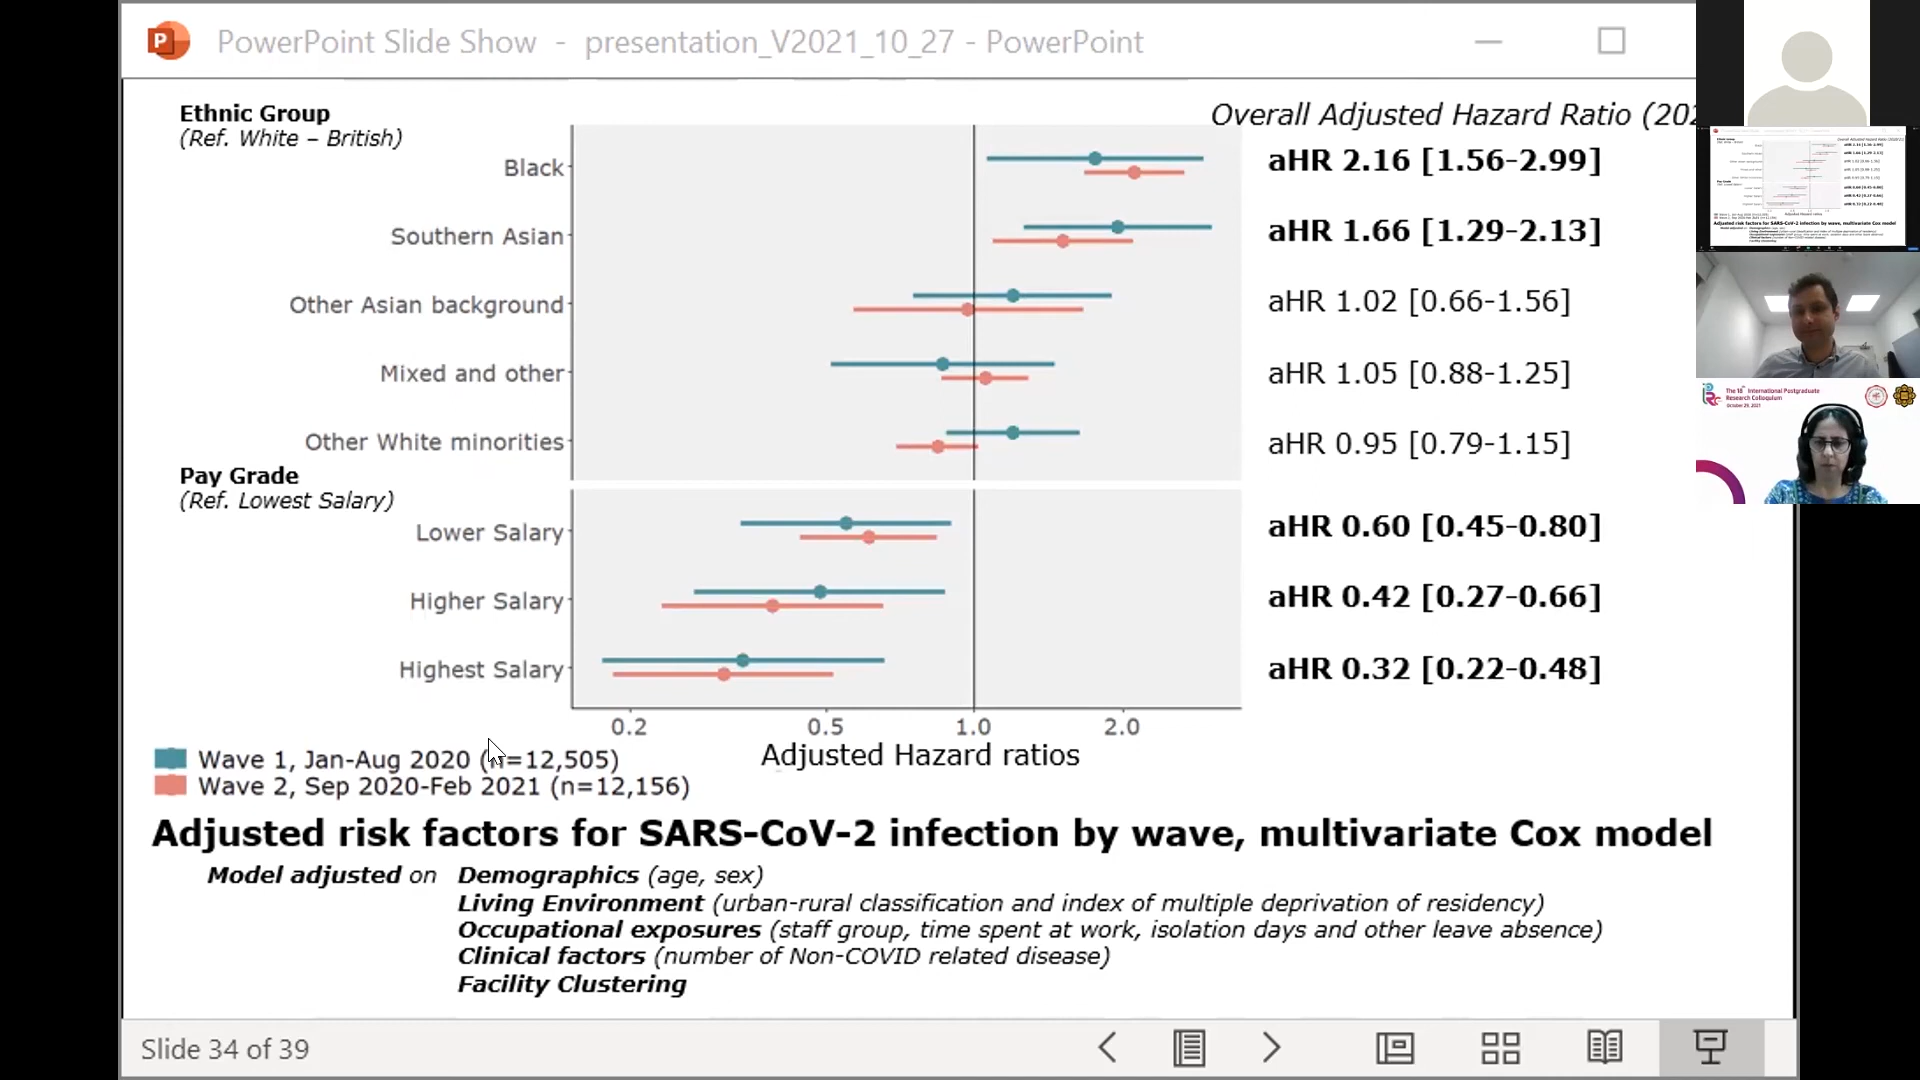 PowerPoint Slide Show - presentation_V2021_10_27 - PowerPoint
Ethnic Group
(Ref. White – British)
Overall Adjusted Hazard Ratio
Black
aHR 2.16 [1.56-2.99]
Southern Asian
aHR 1.66 [1.29-2.13]
Other Asian background
aHR 1.02 [0.66-1.56]
Mixed and other
aHR 1.05 [0.88-1.25]
Other White minorities
aHR 0.95 [0.79-1.15]
Pay Grade
(Ref. Lowest Salary)
Lower Salary
aHR 0.60 [0.45-0.80]
Higher Salary
aHR 0.42 [0.27-0.66]
Highest Salary
aHR 0.32 [0.22-0.48]
0.2 0.5 1.0 2.0
Adjusted Hazard ratios
Wave 1, Jan-Aug 2020 (n=12,505)
Wave 2, Sep 2020-Feb 2021 (n=12,156)
Adjusted risk factors for SARS-CoV-2 infection by wave, multivariate Cox model
Model adjusted on Demographics (age, sex)
Living Environment (urban-rural classification and index of multiple deprivation of residency)
Occupational exposures (staff group, time spent at work, isolation days and other leave absence)
Clinical factors (number of Non-COVID related disease)
Facility Clustering
Slide 34 of 39
The 18th International Postgraduate
Research Colloquium
October 29, 2021